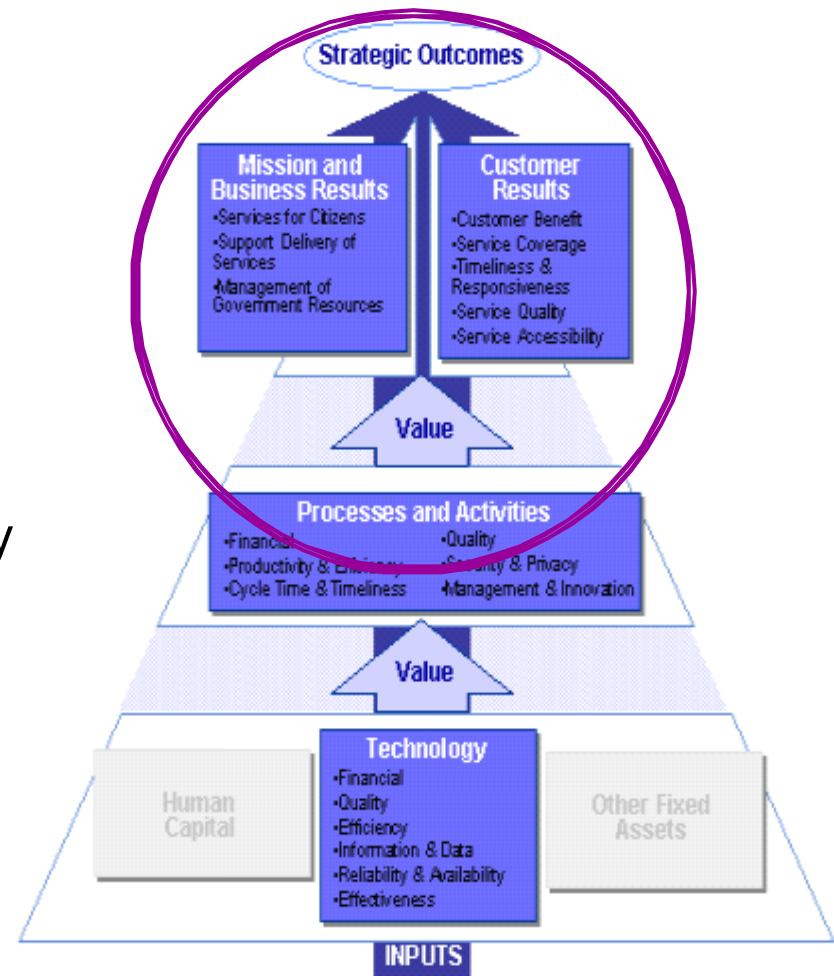 Strategic Outcomes
Mission and
Business Results
•Services for Citizens
•Support Delivery of
Services
•Management of
Government Resources
Customer
Results
•Customer Benefit
•Service Coverage
•Timeliness &
Responsiveness
•Service Quality
•Service Accessibility
Value
Processes and Activities
•Financial
•Productivity & Efficiency
•Cycle Time & Timeliness
•Quality
•Security & Privacy
•Management & Innovation
y
Value
Human
Capital
Technology
•Financial
•Quality
•Efficiency
•Information & Data
•Reliability & Availability
•Effectiveness
Other Fixed
Assets
INPUTS